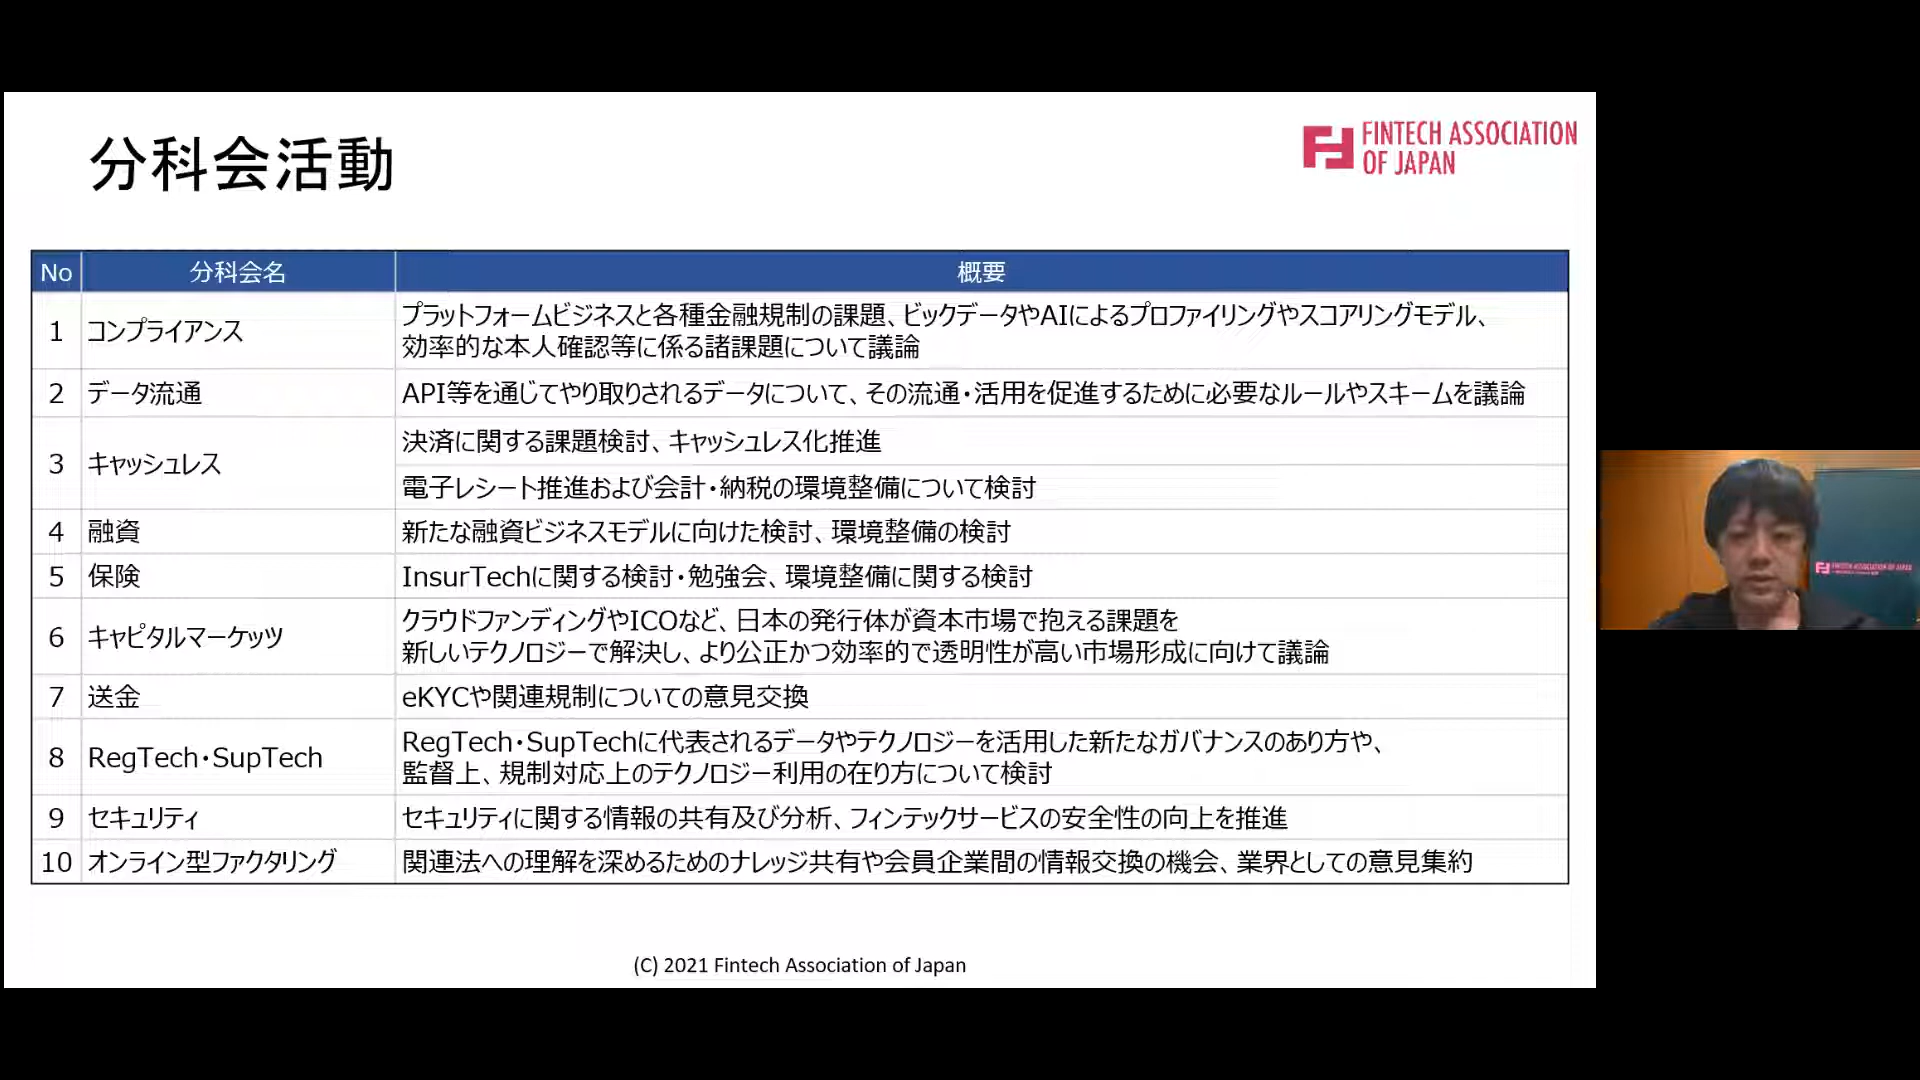 分科会活動
FINTECH ASSOCIATION
OF JAPAN
No 分科会名 概要
1 コンプライアンス プラットフォームビジネスと各種金融規制の課題、ビックデータやAIによるプロファイリングやスコアリングモデル、
効率的な本人確認等に係る諸課題について議論
2 データ流通 API等を通じてやり取りされるデータについて、その流通・活用を促進するために必要なルールやスキームを議論
3 キャッシュレス 決済に関する課題検討、キャッシュレス化推進
電子レシート推進および会計・納税の環境整備について検討
4 融資 新たな融資ビジネスモデルに向けた検討、環境整備の検討
5 保険 InsurTechに関する検討・勉強会、環境整備に関する検討
6 キャピタルマーケッツ クラウドファンディングやICOなど、日本の発行体が資本市場で抱える課題を
新しいテクノロジーで解決し、より公正かつ効率的で透明性が高い市場形成に向けて議論
7 送金 eKYCや関連規制についての意見交換
8 RegTech・SupTech RegTech・SupTechに代表されるデータやテクノロジーを活用した新たなガバナンスのあり方や、
監督上、規制対応上のテクノロジー利用の在り方について検討
9 セキュリティ セキュリティに関する情報の共有及び分析、フィンテックサービスの安全性の向上を推進
10 オンライン型ファクタリング 関連法への理解を深めるためのナレッジ共有や会員企業間の情報交換の機会、業界としての意見集約
(C) 2021 Fintech Association of Japan
FINTECH ASSOCIATION OF JAPAN